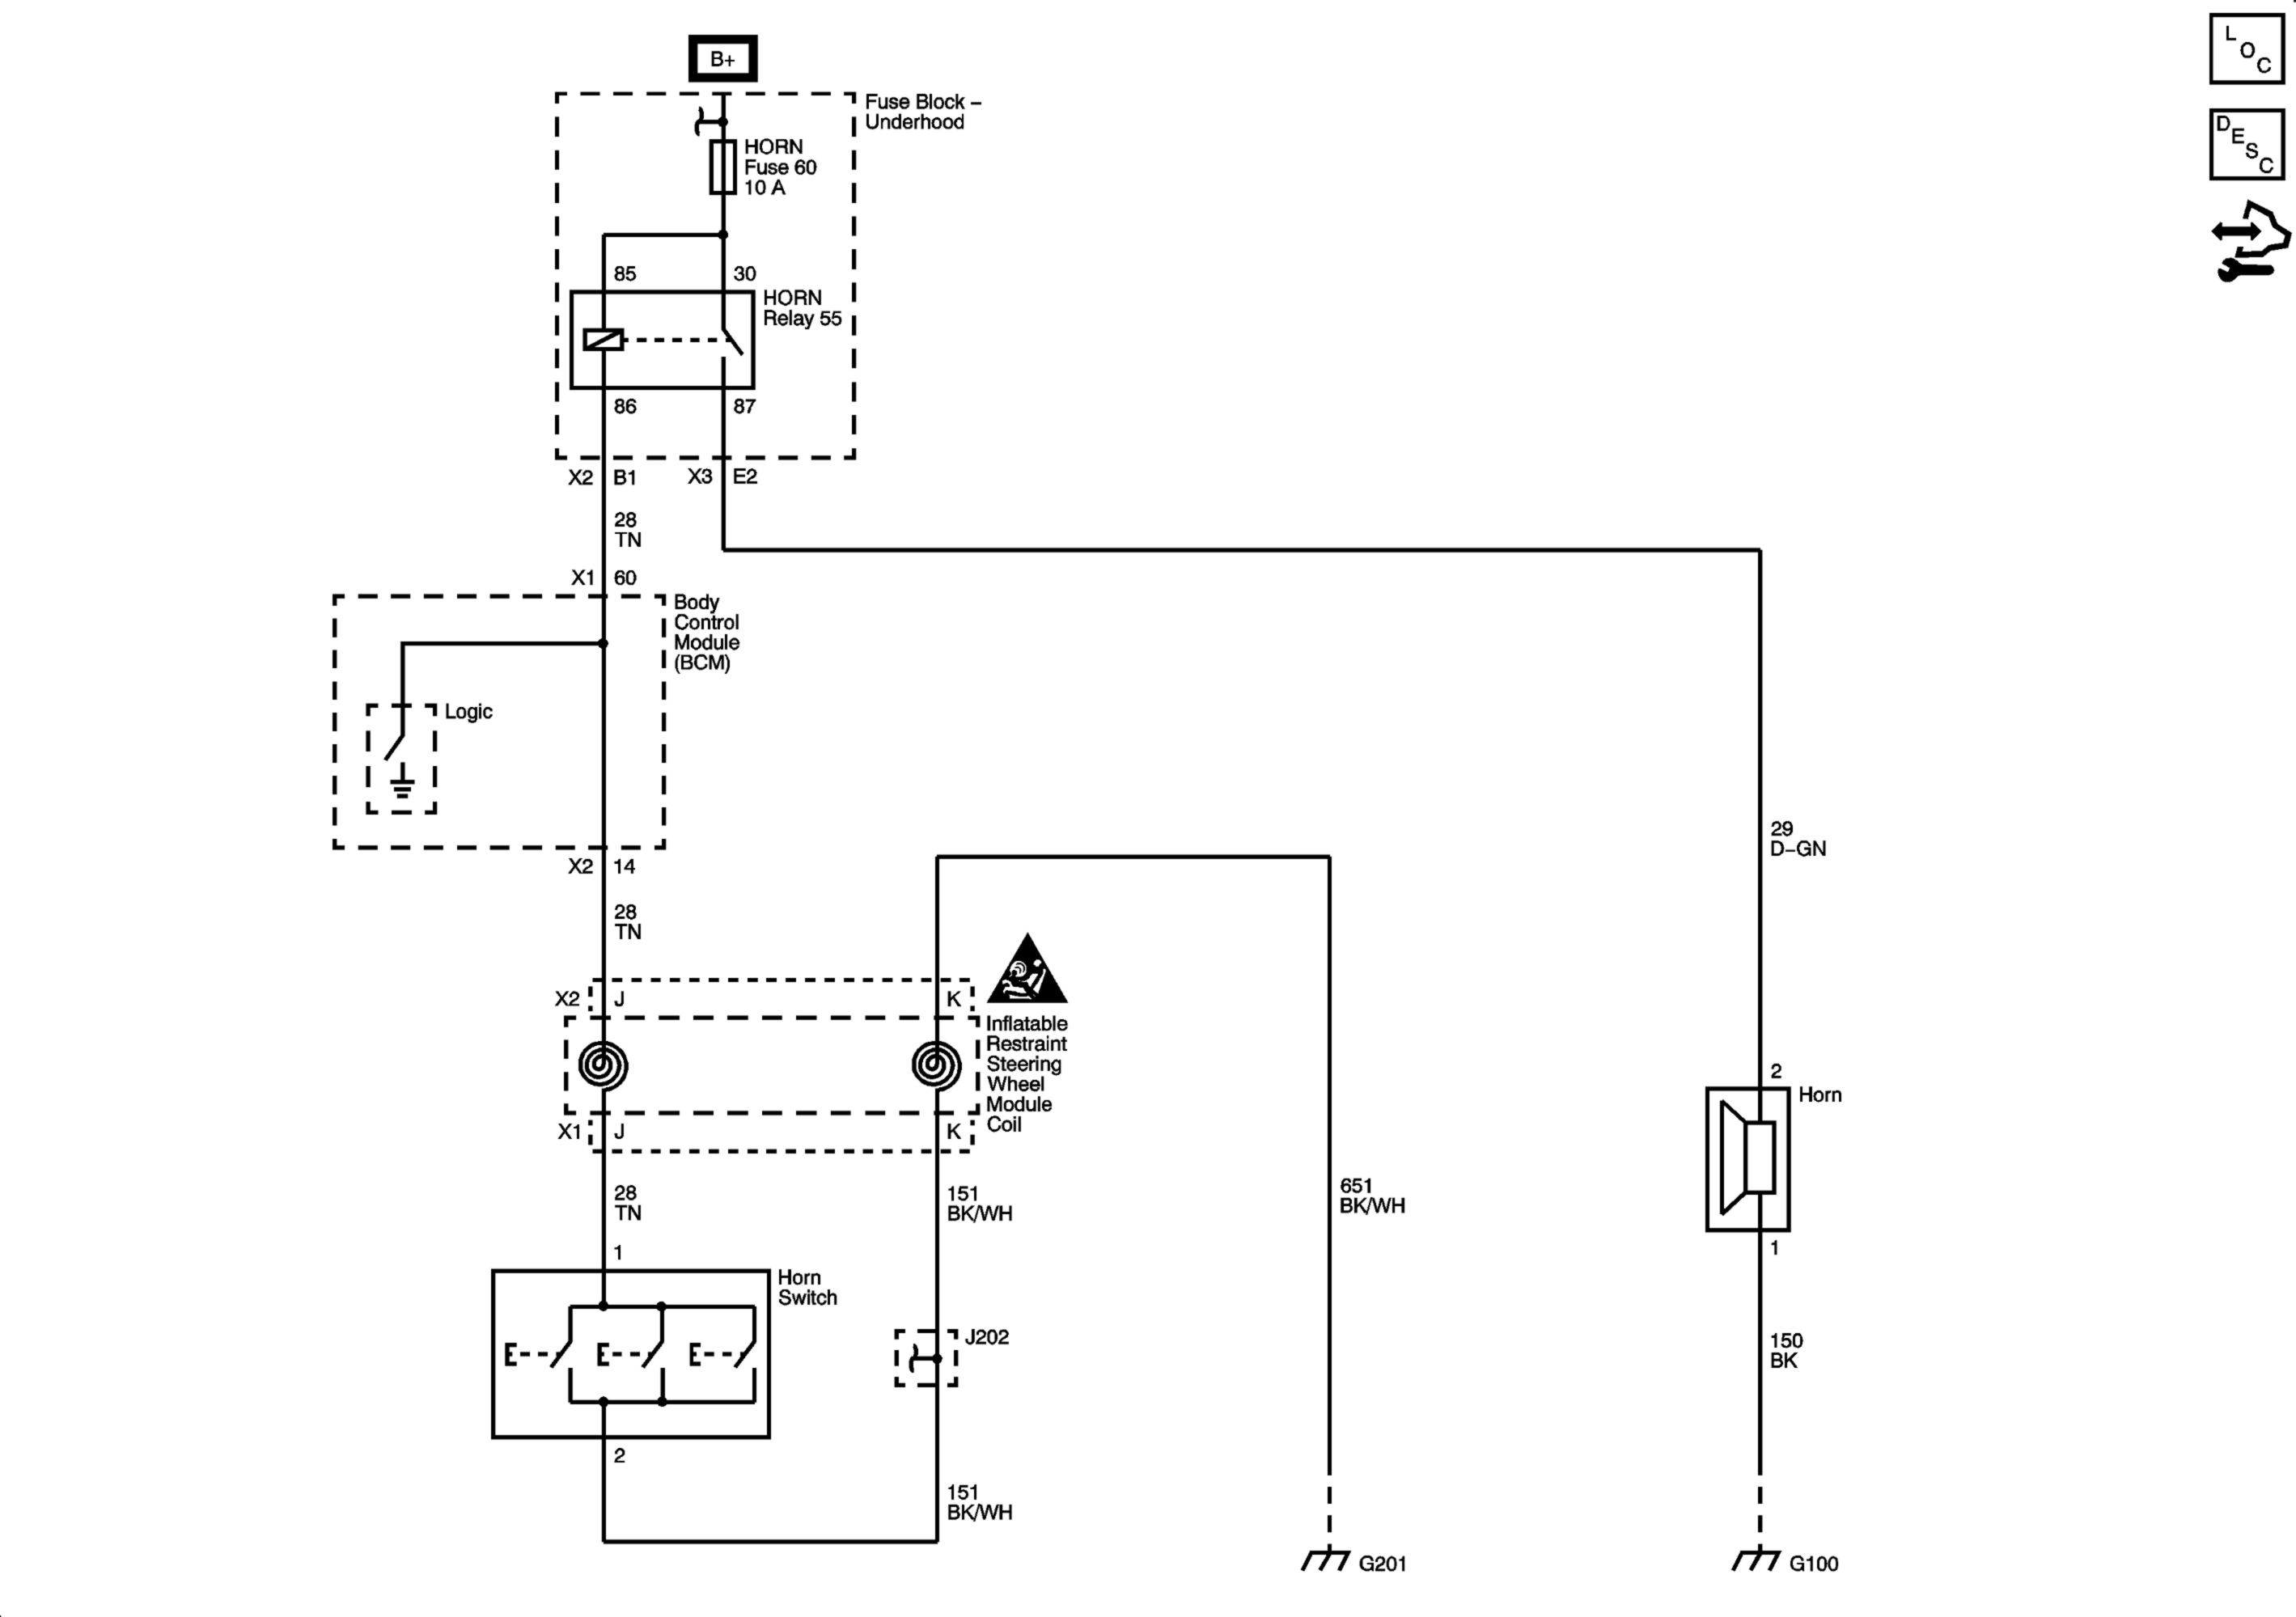 B+
Fuse Block –
Underhood
HORN
Fuse 60
10 A
85
30
HORN
Relay 55
86
87
X2
B1
X3
E2
28
TN
X1
60
Body
Control
Module
(BCM)
Logic
X2
14
28
TN
X2
J
K
Inflatable
Restraint
Steering
Wheel
Module
Coil
X1
J
K
28
TN
151
BK/WH
1
Horn
Switch
E
E
E
2
J202
151
BK/WH
651
BK/WH
G201
29
D–GN
2
Horn
1
150
BK
G100
L
O
C
D
E
S
C